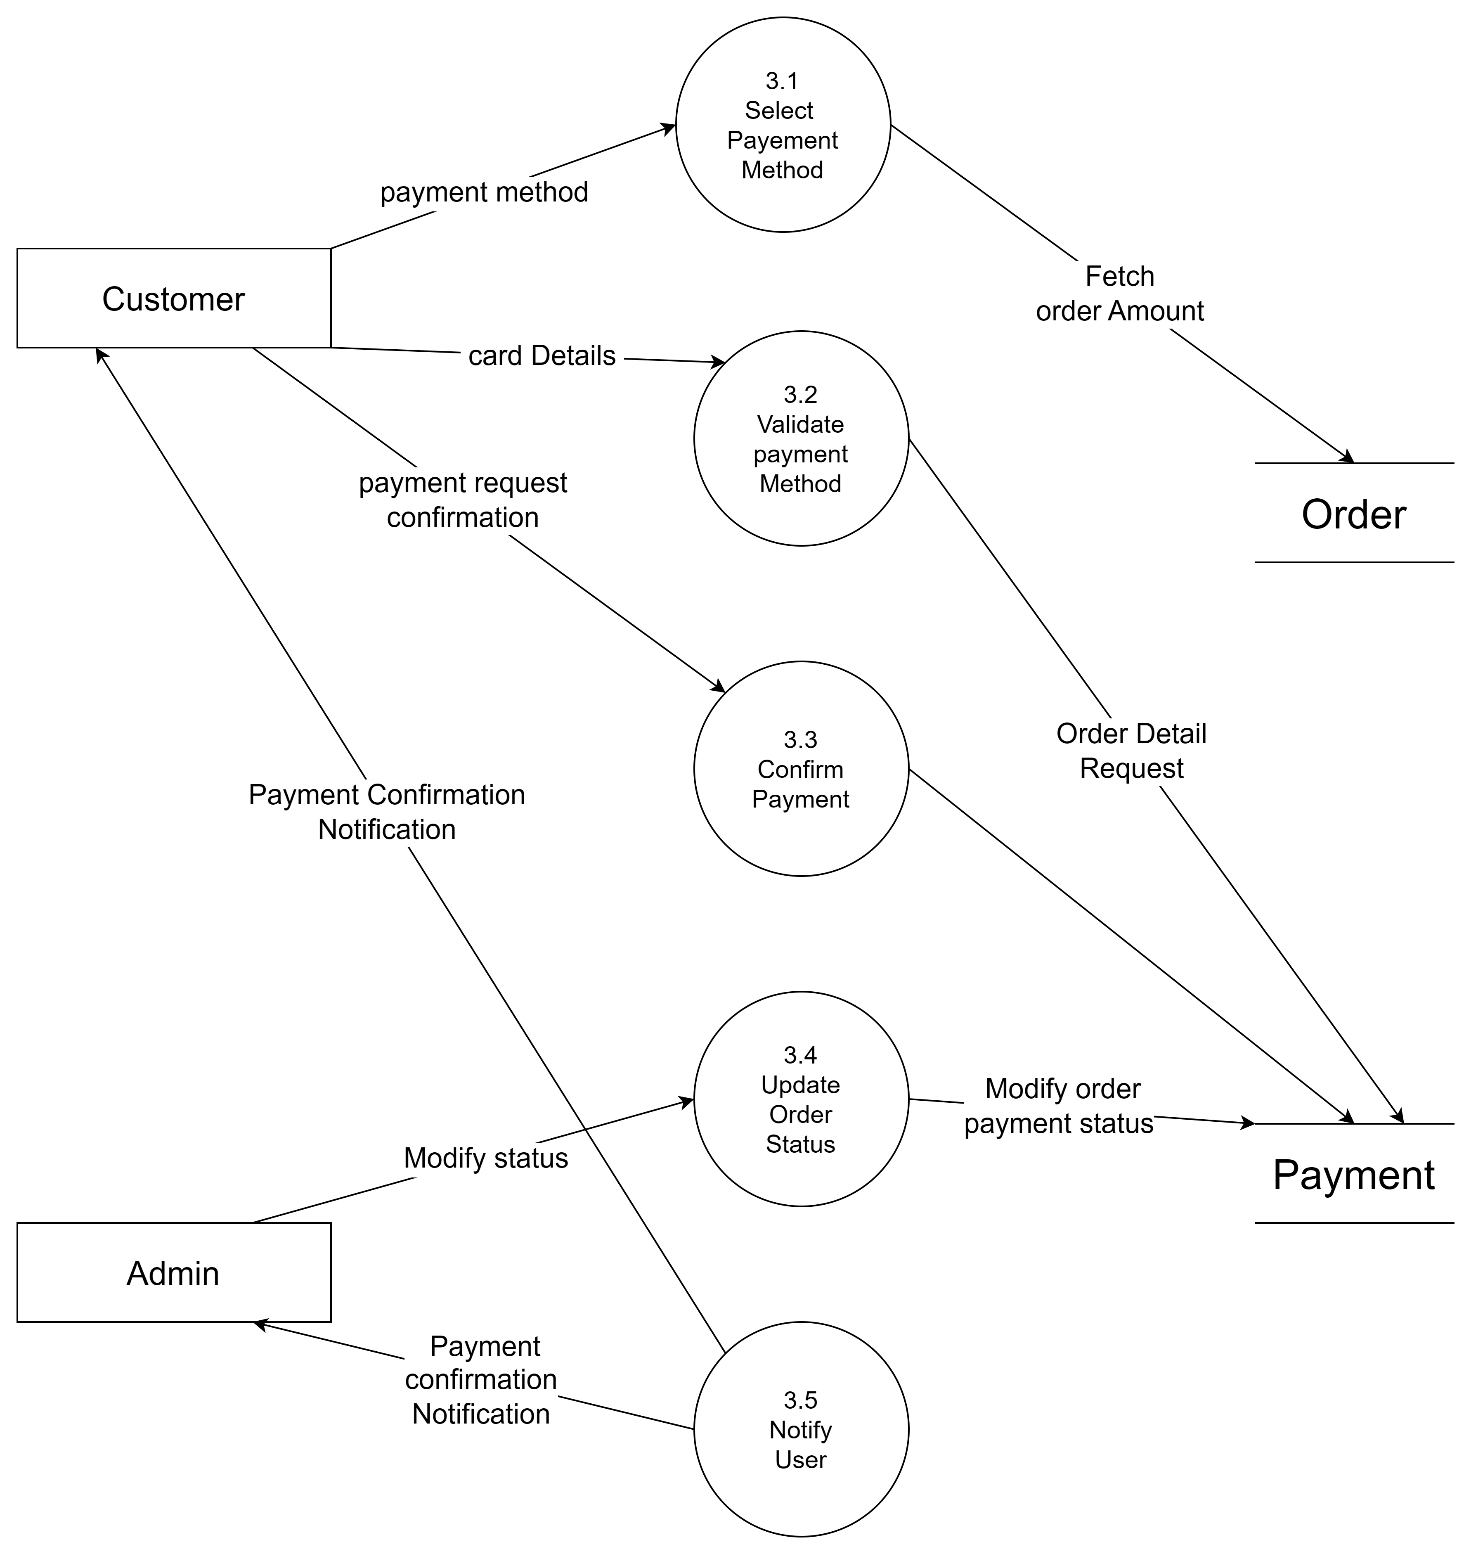 3.1
Select
Payement
Method
payment method
Customer
Fetch
order Amount
card Details
3.2
Validate
payment
Method
payment request
confirmation
Order
3.3
Confirm
Payment
Order Detail
Request
Payment Confirmation
Notification
3.4
Update
Order
Status
Modify order
payment status
Modify status
Payment
Admin
Payment
confirmation
Notification
3.5
Notify
User